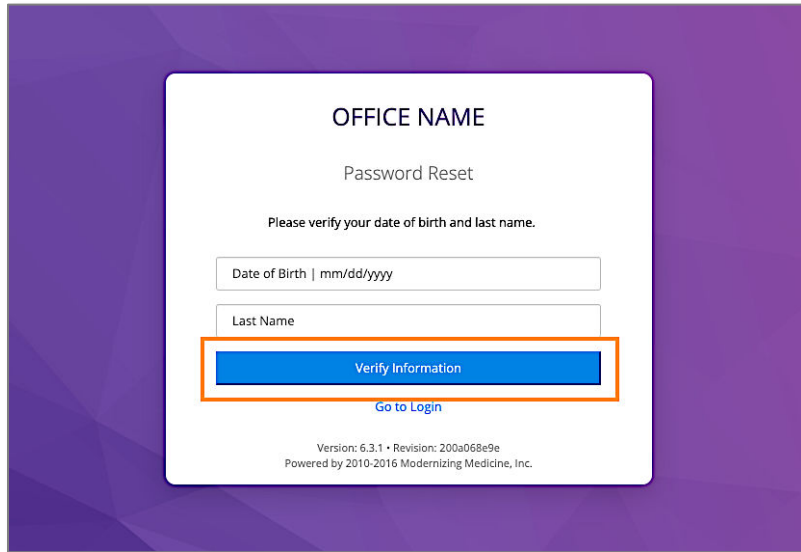 OFFICE NAME
Password Reset
Please verify your date of birth and last name.
Date of Birth | mm/dd/yyyy
Last Name
Verify Information
Go to Login
Version: 6.3.1 • Revision: 200a068e9e
Powered by 2010-2016 Modernizing Medicine, Inc.